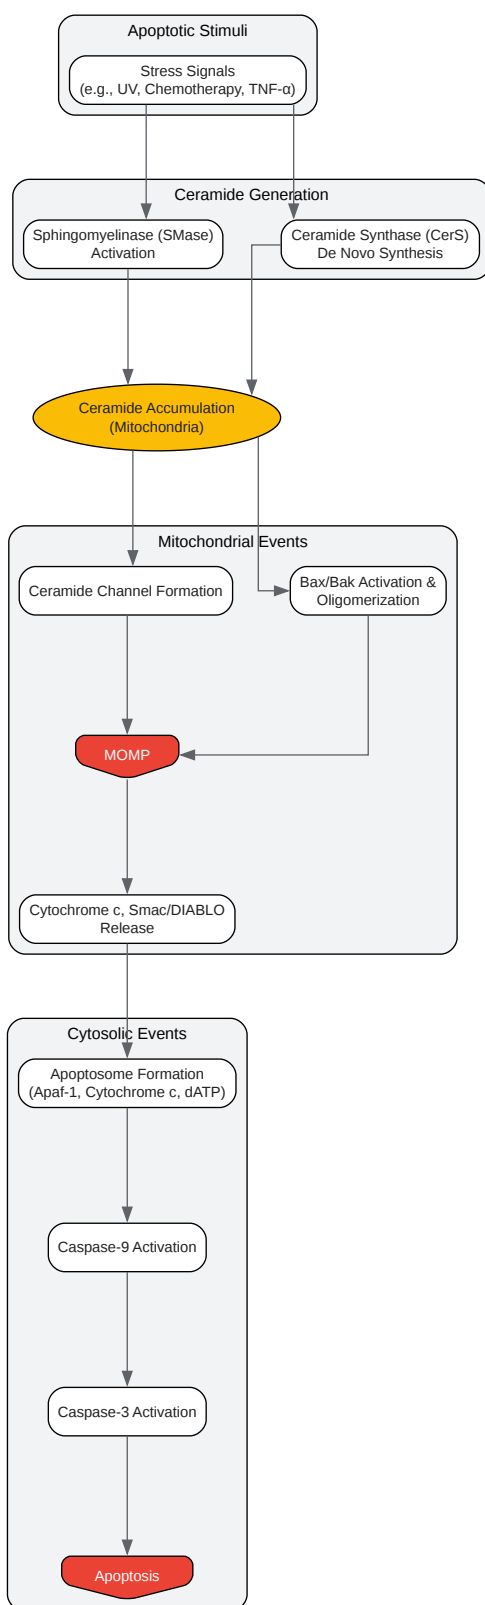 Apoptotic Stimuli
Stress Signals
(e.g., UV, Chemotherapy, TNF-α)
Ceramide Generation
Sphingomyelinase (SMase)
Activation
Ceramide Synthase (CerS)
De Novo Synthesis
Ceramide Accumulation
(Mitochondria)
Mitochondrial Events
Ceramide Channel Formation
Bax/Bak Activation &
Oligomerization
MOMP
Cytochrome c, Smac/DIABLO
Release
Cytosolic Events
Apoptosome Formation
(Apaf-1, Cytochrome c, dATP)
Caspase-9 Activation
Caspase-3 Activation
Apoptosis